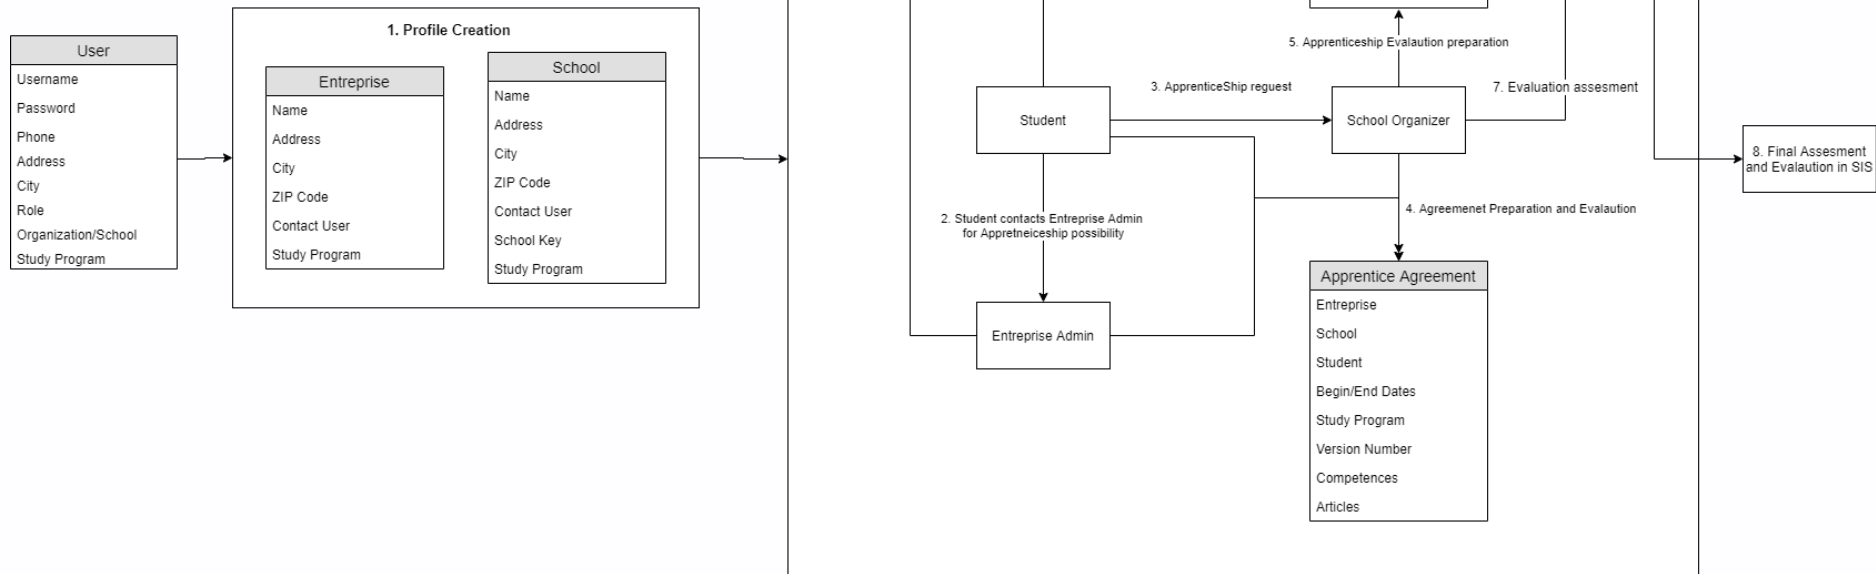 User
Username
Password
Phone
Address
City
Role
Organization/School
Study Program
1. Profile Creation
Entreprise
Name
Address
City
ZIP Code
Contact User
Study Program
School
Name
Address
City
ZIP Code
Contact User
School Key
Study Program
5. Apprenticeship Evalaution preparation
3. ApprenticeShip reguest
7. Evaluation assesment
Student
School Organizer
2. Student contacts Entreprise Admin
for Appretneiceship possibility
4. Agreemenet Preparation and Evalaution
Entreprise Admin
Apprentice Agreement
Entreprise
School
Student
Begin/End Dates
Study Program
Version Number
Competences
Articles
8. Final Assesment
and Evalaution in SIS